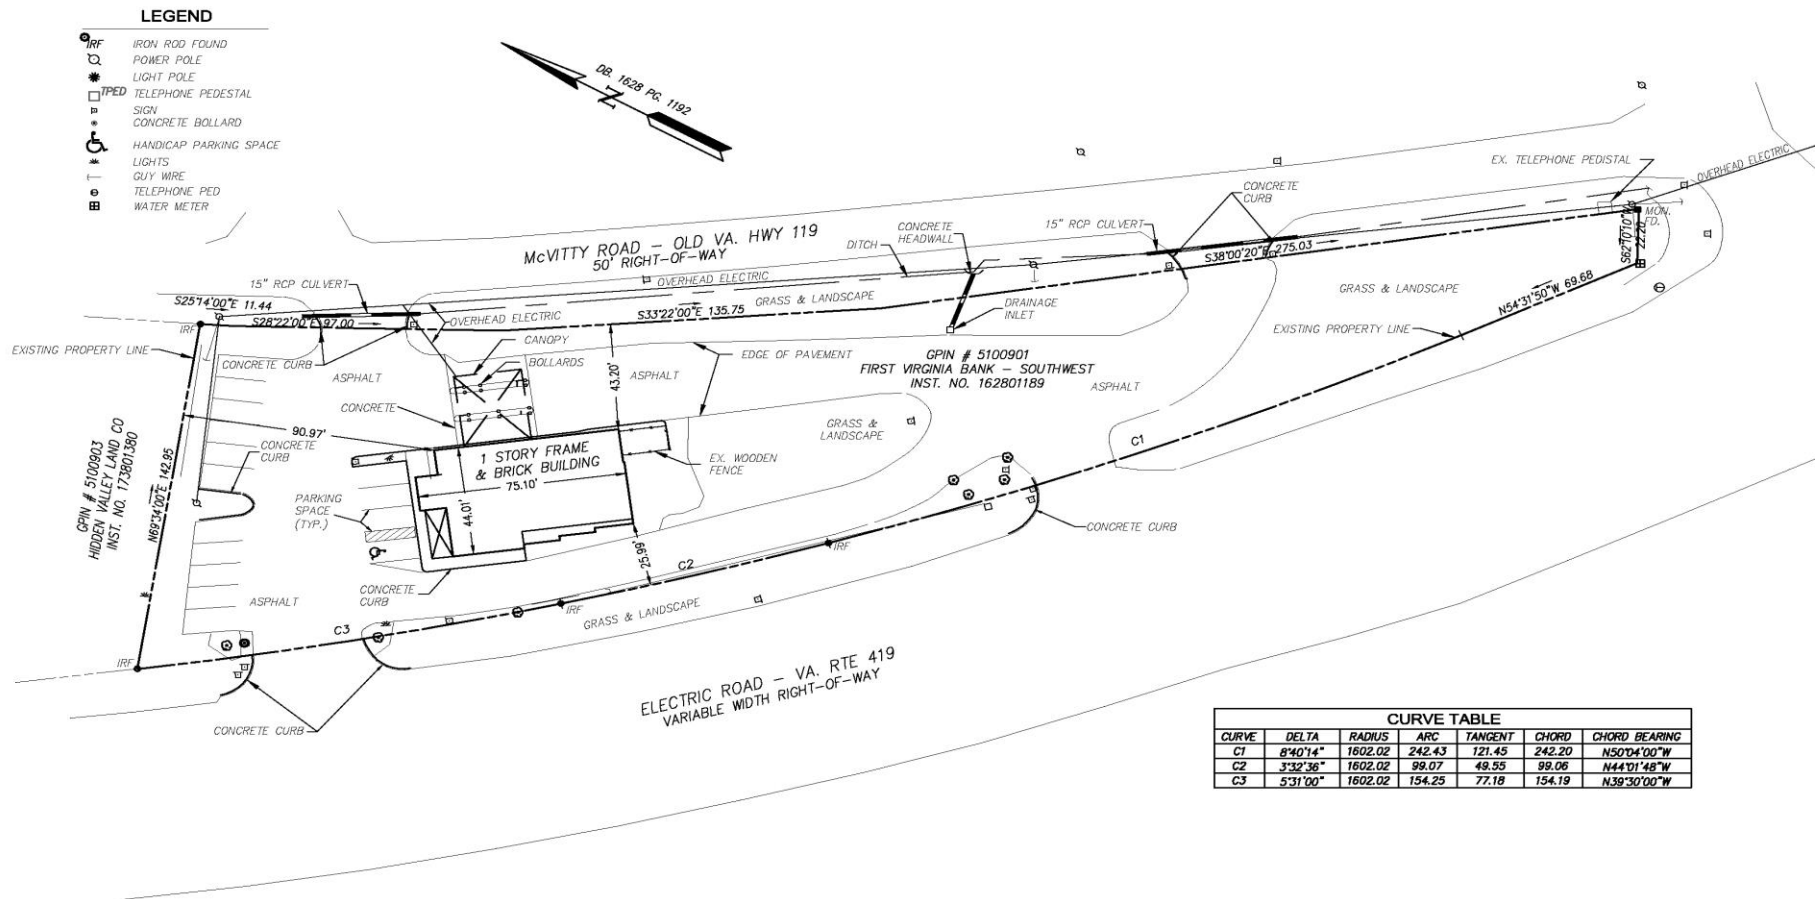 LEGEND
IRF IRON ROD FOUND
POWER POLE
LIGHT POLE
TPED TELEPHONE PEDESTAL
SIGN
CONCRETE BOLLARD
HANDICAP PARKING SPACE
LIGHTS
GUY WIRE
TELEPHONE PED
WATER METER
N
DB. 1628 PG. 1192
EX. TELEPHONE PEDISTAL
OVERHEAD ELECTRIC
MON.
FD.
S62°10'10"W
22.20
CONCRETE
CURB
15" RCP CULVERT
S38°00'20"E 275.03
CONCRETE
HEADWALL
DITCH
McVITTY ROAD – OLD VA. HWY 119
50' RIGHT–OF–WAY
OVERHEAD ELECTRIC
15" RCP CULVERT
S25°14'00"E 11.44
GRASS & LANDSCAPE
DRAINAGE
INLET
GRASS & LANDSCAPE
N54°31'50"W 69.68
EXISTING PROPERTY LINE
IRF
S28°22'00"E 97.00
OVERHEAD ELECTRIC
S33°22'00"E 135.75
EXISTING PROPERTY LINE
CANOPY
BOLLARDS
EDGE OF PAVEMENT
GPIN # 5100901
FIRST VIRGINIA BANK – SOUTHWEST
INST. NO. 162801189
CONCRETE CURB
ASPHALT
43.20'
ASPHALT
ASPHALT
CONCRETE
90.97'
CONCRETE
CURB
GRASS &
LANDSCAPE
C1
GPIN # 5100903
HIDDEN VALLEY LAND CO
INST. NO. 173801380
N69°34'00"E 142.95
1 STORY FRAME
& BRICK BUILDING
75.10'
44.01'
EX. WOODEN
FENCE
PARKING
SPACE
(TYP.)
CONCRETE CURB
25.99'
C2
IRF
CONCRETE
CURB
ASPHALT
IRF
GRASS & LANDSCAPE
C3
IRF
CONCRETE CURB
ELECTRIC ROAD – VA. RTE 419
VARIABLE WIDTH RIGHT–OF–WAY
CURVE TABLE
CURVE DELTA RADIUS ARC TANGENT CHORD CHORD BEARING
C1 8°40'14" 1602.02 242.43 121.45 242.20 N50°04'00"W
C2 3°32'36" 1602.02 99.07 49.55 99.06 N44°01'48"W
C3 5°31'00" 1602.02 154.25 77.18 154.19 N39°30'00"W